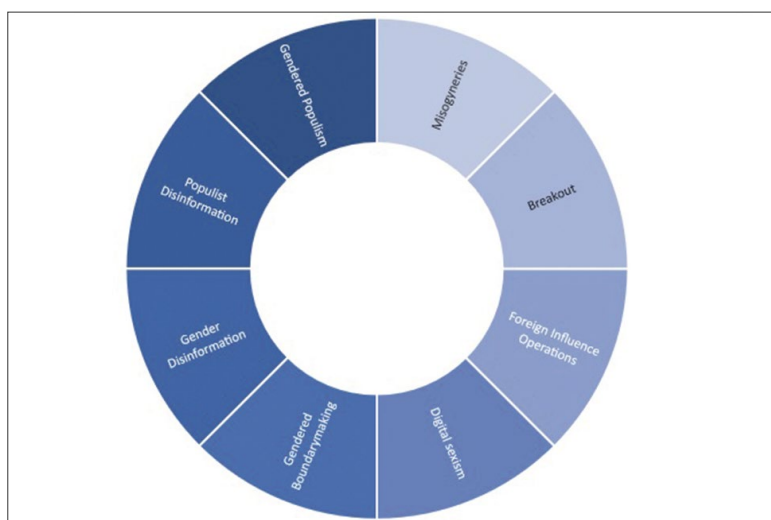 Misogyneries
Breakout
Foreign Influence
Operations
Digital sexism
Gendered
Boundarymaking
Gender
Disinformation
Populist
Disinformation
Gendered Populism